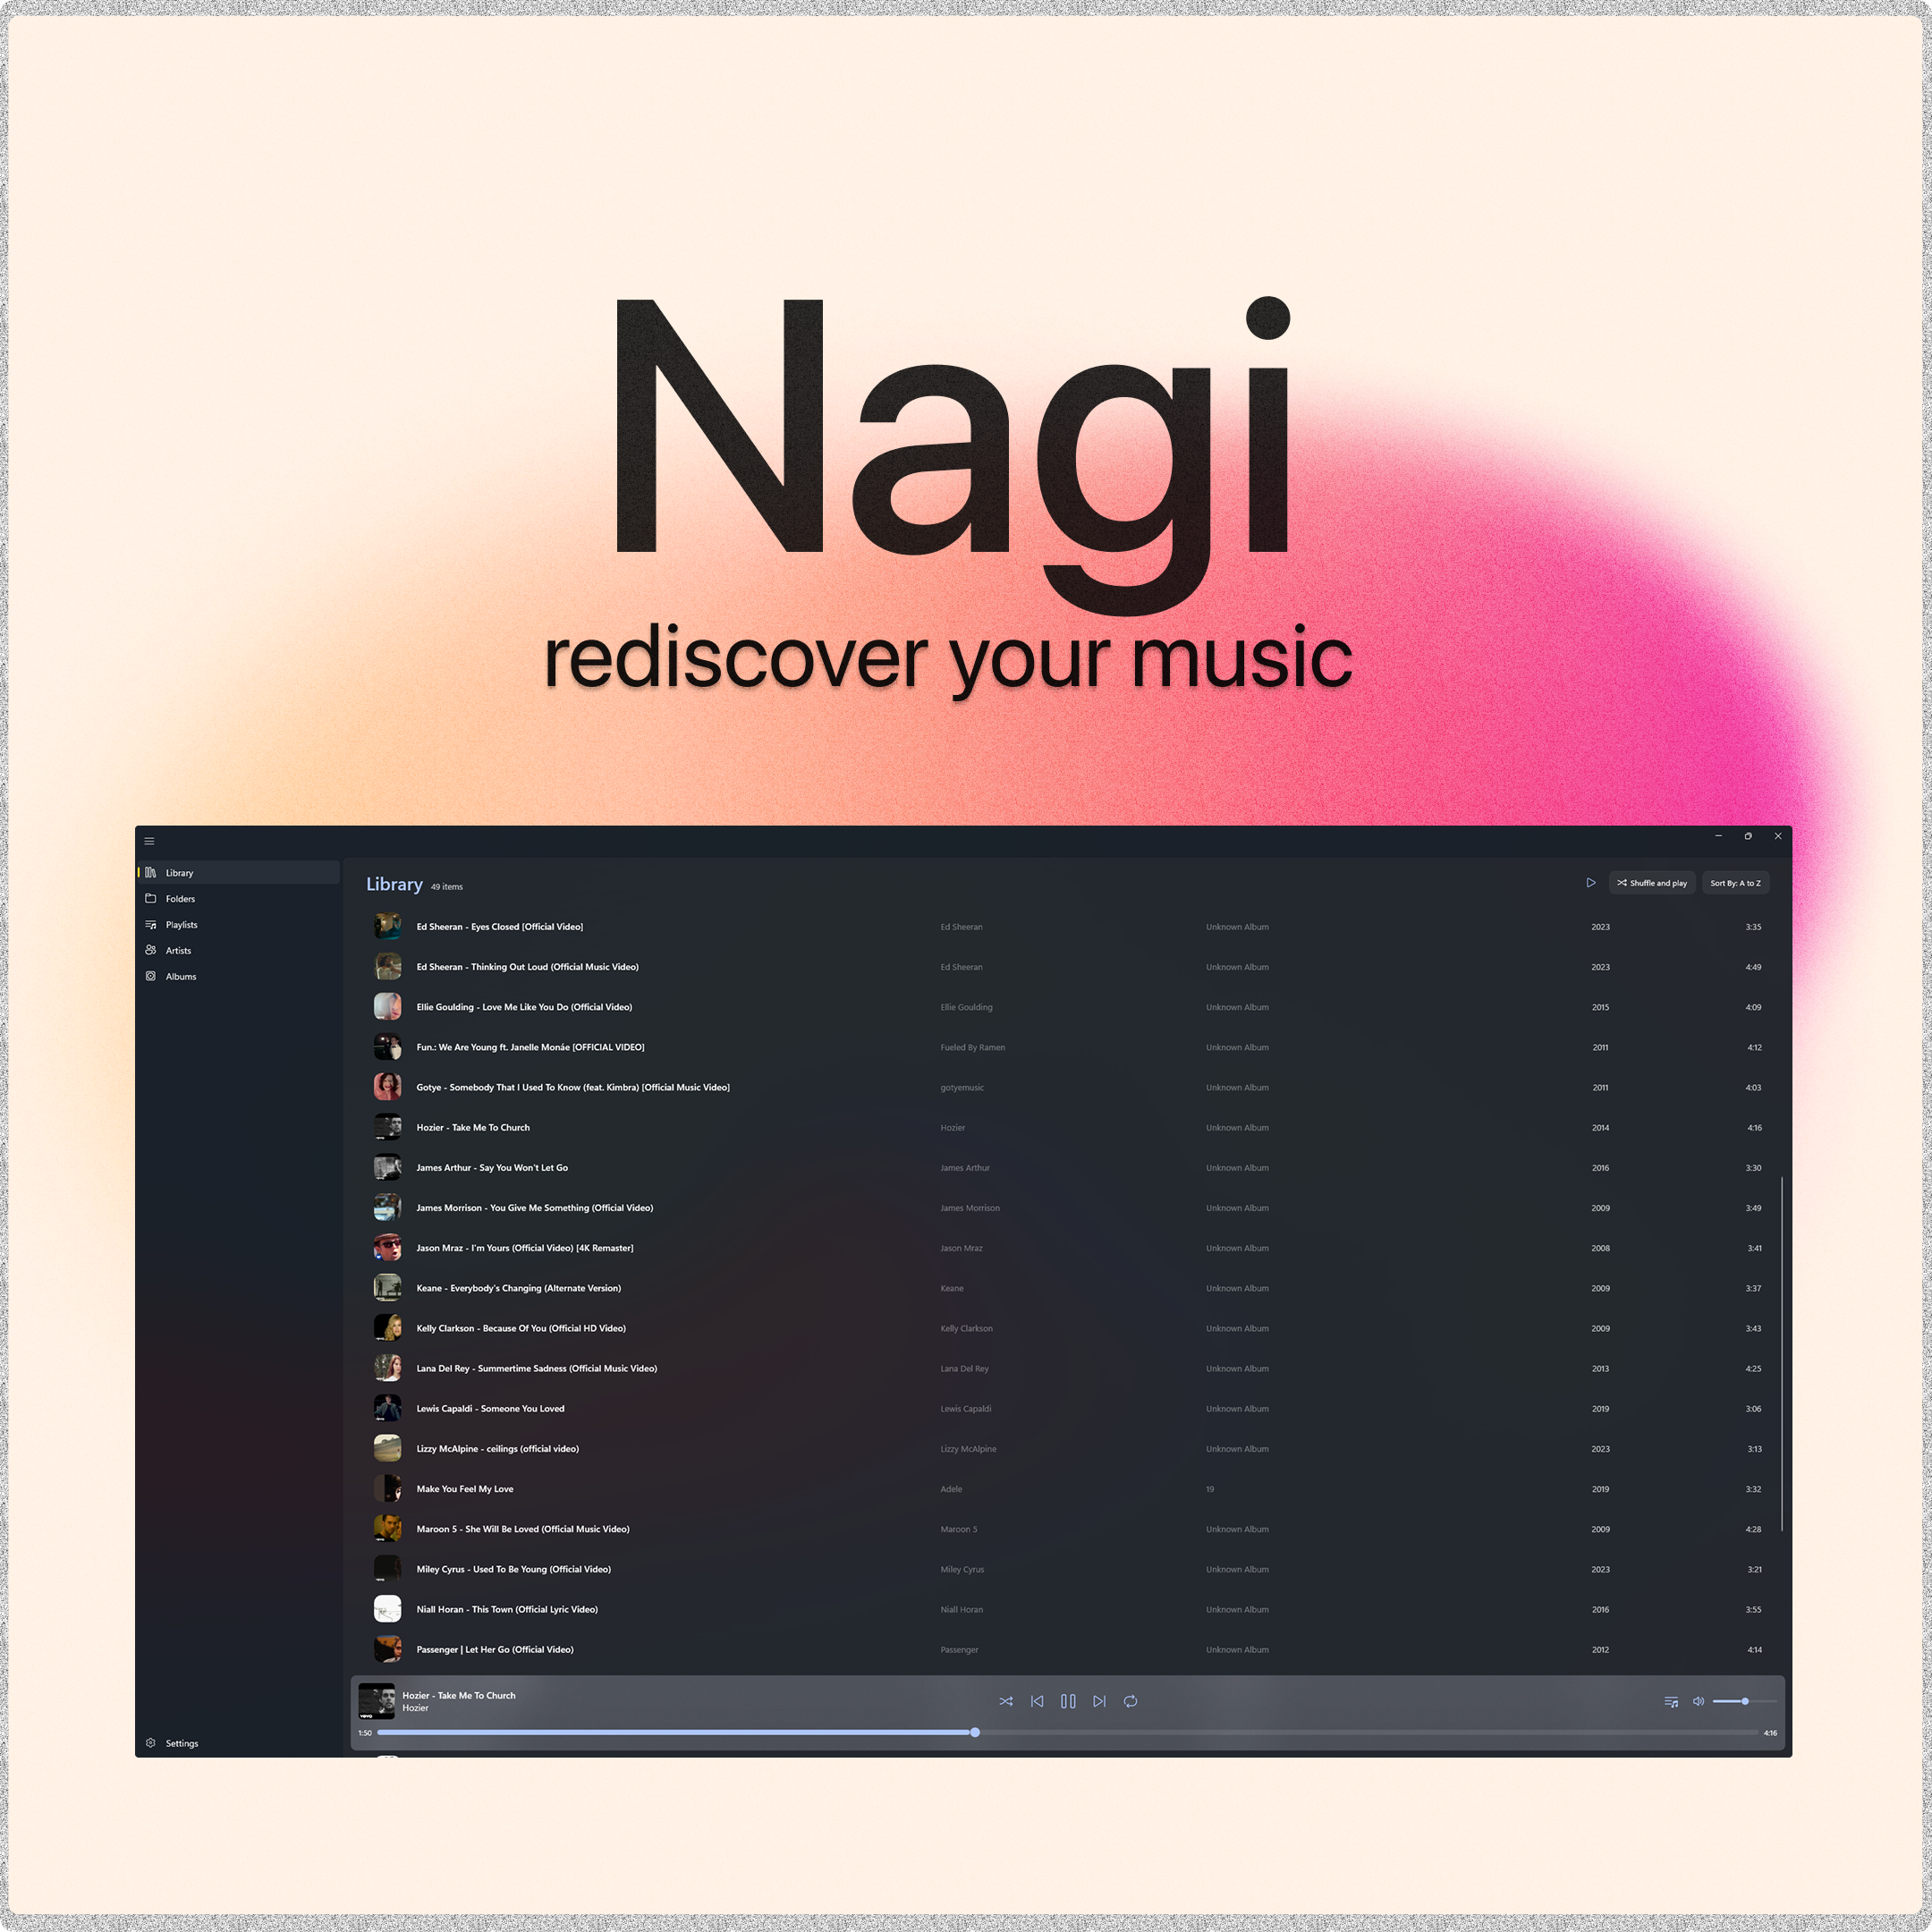 Nagi
rediscover your music
Library
Folders
Playlists
Artists
Albums
Settings
Library 49 items Shuffle and play Sort By: A to Z
Ed Sheeran - Eyes Closed [Official Video] Ed Sheeran Unknown Album 2023 3:35
Ed Sheeran - Thinking Out Loud (Official Music Video) Ed Sheeran Unknown Album 2023 4:49
Ellie Goulding - Love Me Like You Do (Official Video) Ellie Goulding Unknown Album 2015 4:09
Fun.: We Are Young ft. Janelle Monáe [OFFICIAL VIDEO] Fueled By Ramen Unknown Album 2011 4:12
Gotye - Somebody That I Used To Know (feat. Kimbra) [Official Music Video] gotyemusic Unknown Album 2011 4:03
Hozier - Take Me To Church Hozier Unknown Album 2014 4:16
James Arthur - Say You Won't Let Go James Arthur Unknown Album 2016 3:30
James Morrison - You Give Me Something (Official Video) James Morrison Unknown Album 2009 3:49
Jason Mraz - I'm Yours (Official Video) [4K Remaster] Jason Mraz Unknown Album 2008 3:41
Keane - Everybody's Changing (Alternate Version) Keane Unknown Album 2009 3:37
Kelly Clarkson - Because Of You (Official HD Video) Kelly Clarkson Unknown Album 2009 3:43
Lana Del Rey - Summertime Sadness (Official Music Video) Lana Del Rey Unknown Album 2013 4:25
Lewis Capaldi - Someone You Loved Lewis Capaldi Unknown Album 2019 3:06
Lizzy McAlpine - ceilings (official video) Lizzy McAlpine Unknown Album 2023 3:13
Make You Feel My Love Adele 19 2019 3:32
Maroon 5 - She Will Be Loved (Official Music Video) Maroon 5 Unknown Album 2009 4:28
Miley Cyrus - Used To Be Young (Official Video) Miley Cyrus Unknown Album 2023 3:21
Niall Horan - This Town (Official Lyric Video) Niall Horan Unknown Album 2016 3:55
Passenger | Let Her Go (Official Video) Passenger Unknown Album 2012 4:14
Hozier - Take Me To Church
Hozier
vevo
1:50 4:16